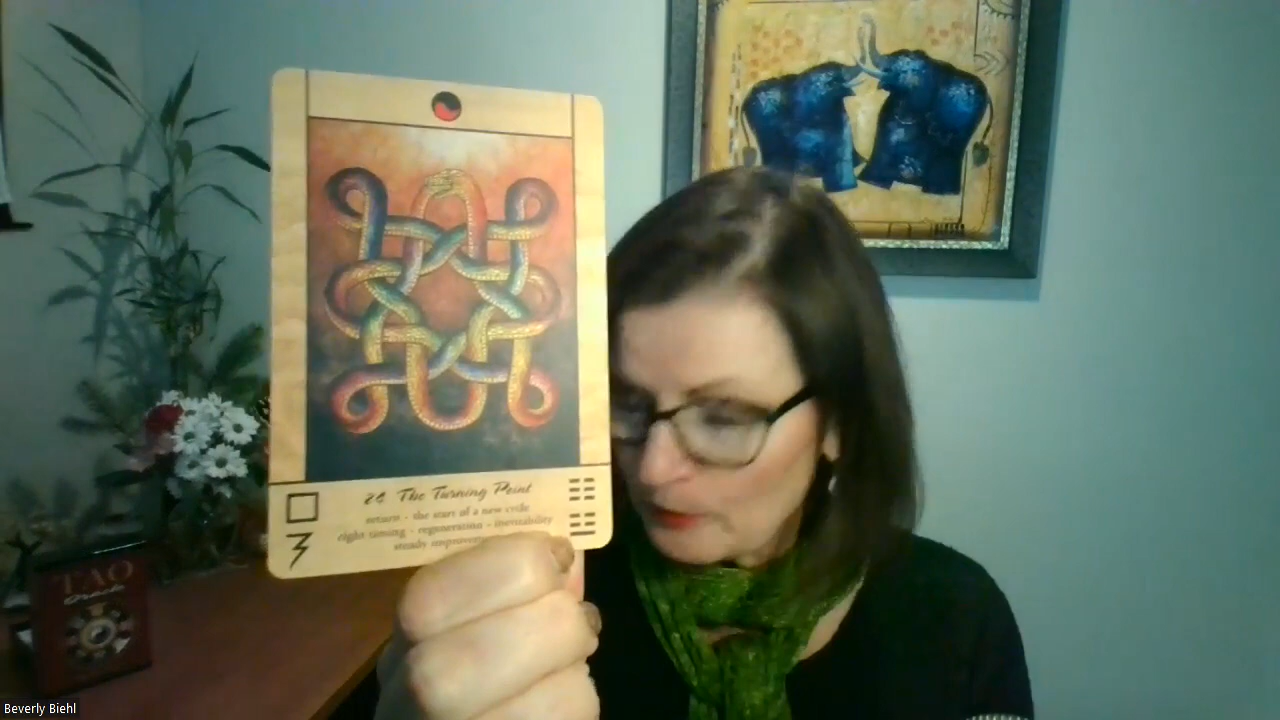 24 The Turning Point
return - the start of a new cycle
right timing - regeneration - inevitability
steady improvement
TAO
Oracle
Beverly Biehl